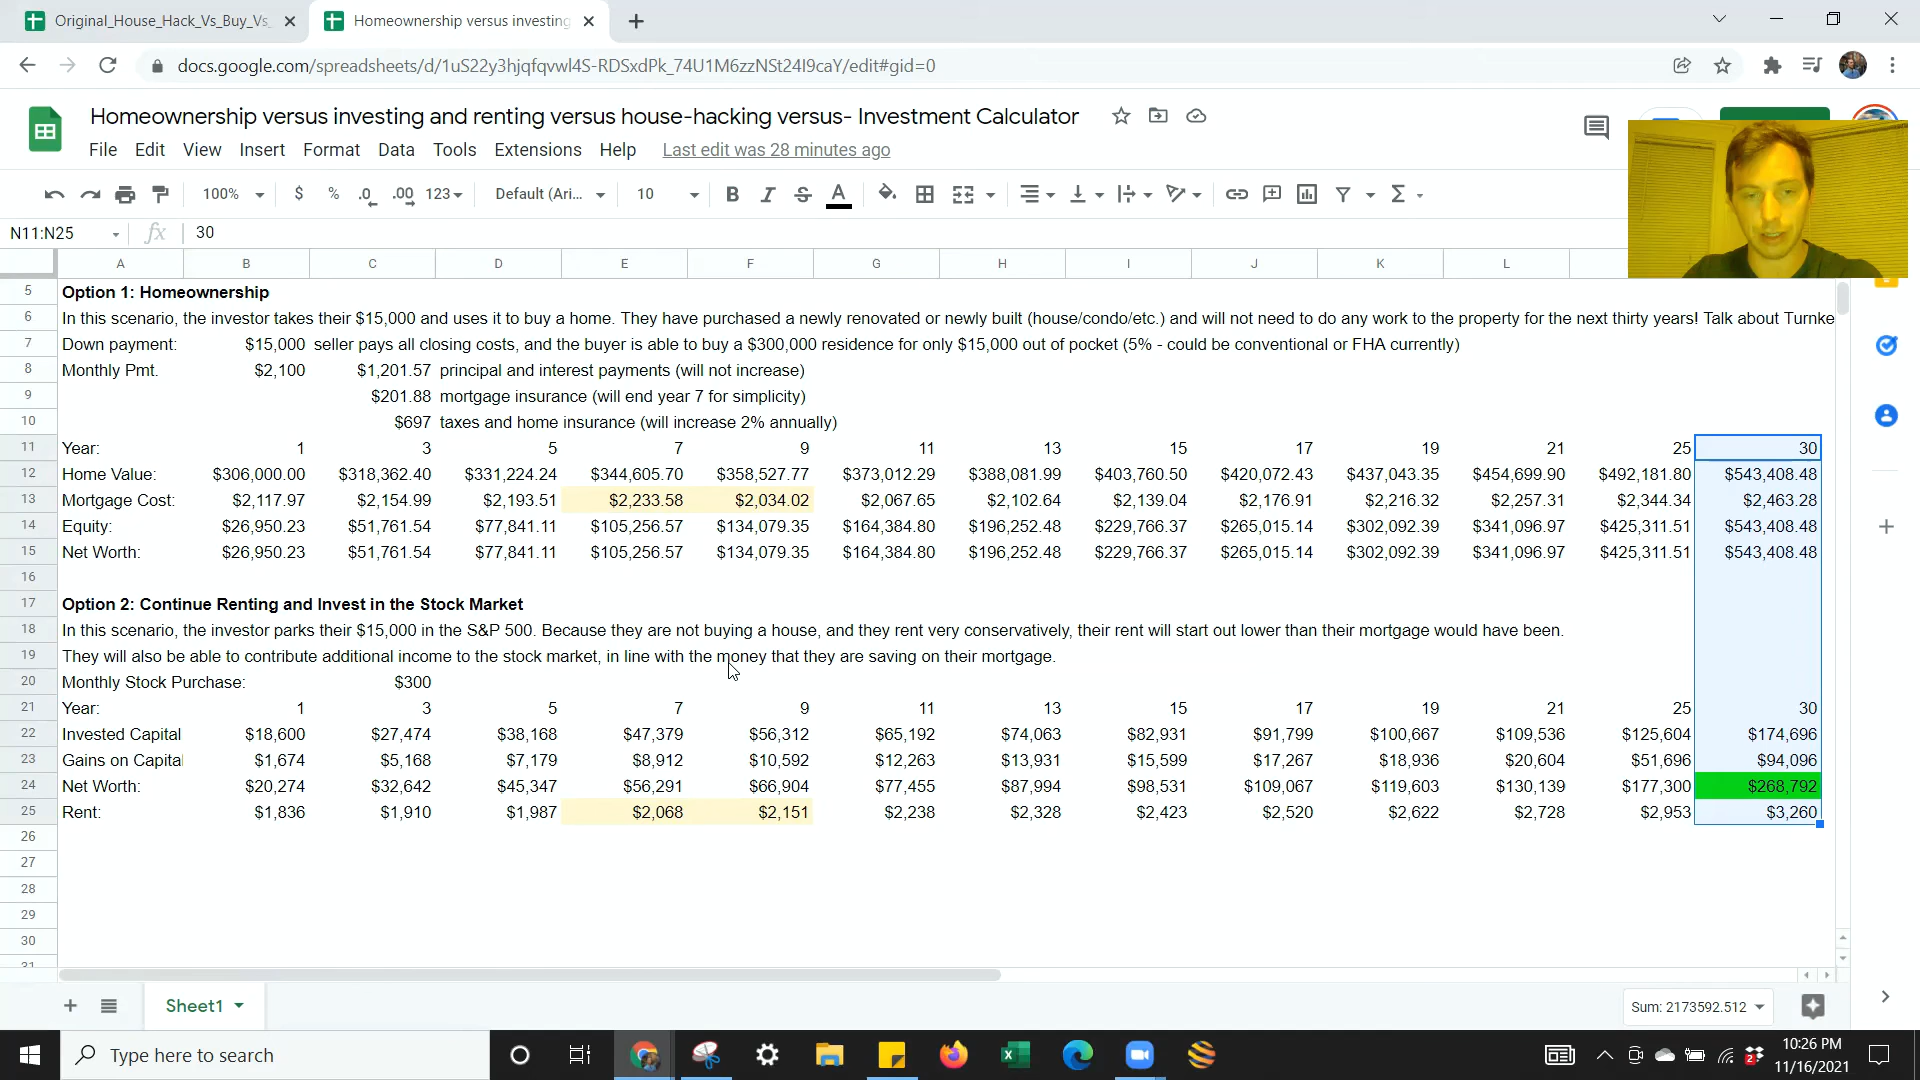 Original_House_Hack_Vs_Buy_Vs_
Homeownership versus investing
docs.google.com/spreadsheets/d/1uS22y3hjqfqvwl4S-RDSxdPk_74U1M6zzNSt24I9caY/edit#gid=0
Homeownership versus investing and renting versus house-hacking versus- Investment Calculator
File Edit View Insert Format Data Tools Extensions Help Last edit was 28 minutes ago
100% $ % .0 .00 123 Default (Ari... 10 B I S A
N11:N25 fx 30
A B C D E F G H I J K L
5 Option 1: Homeownership
6 In this scenario, the investor takes their $15,000 and uses it to buy a home. They have purchased a newly renovated or newly built (house/condo/etc.) and will not need to do any work to the property for the next thirty years! Talk about Turnke
7 Down payment: $15,000 seller pays all closing costs, and the buyer is able to buy a $300,000 residence for only $15,000 out of pocket (5% - could be conventional or FHA currently)
8 Monthly Pmt. $2,100 $1,201.57 principal and interest payments (will not increase)
9 $201.88 mortgage insurance (will end year 7 for simplicity)
10 $697 taxes and home insurance (will increase 2% annually)
11 Year: 1 3 5 7 9 11 13 15 17 19 21 25 30
12 Home Value: $306,000.00 $318,362.40 $331,224.24 $344,605.70 $358,527.77 $373,012.29 $388,081.99 $403,760.50 $420,072.43 $437,043.35 $454,699.90 $492,181.80 $543,408.48
13 Mortgage Cost: $2,117.97 $2,154.99 $2,193.51 $2,233.58 $2,034.02 $2,067.65 $2,102.64 $2,139.04 $2,176.91 $2,216.32 $2,257.31 $2,344.34 $2,463.28
14 Equity: $26,950.23 $51,761.54 $77,841.11 $105,256.57 $134,079.35 $164,384.80 $196,252.48 $229,766.37 $265,015.14 $302,092.39 $341,096.97 $425,311.51 $543,408.48
15 Net Worth: $26,950.23 $51,761.54 $77,841.11 $105,256.57 $134,079.35 $164,384.80 $196,252.48 $229,766.37 $265,015.14 $302,092.39 $341,096.97 $425,311.51 $543,408.48
16
17 Option 2: Continue Renting and Invest in the Stock Market
18 In this scenario, the investor parks their $15,000 in the S&P 500. Because they are not buying a house, and they rent very conservatively, their rent will start out lower than their mortgage would have been.
19 They will also be able to contribute additional income to the stock market, in line with the money that they are saving on their mortgage.
20 Monthly Stock Purchase: $300
21 Year: 1 3 5 7 9 11 13 15 17 19 21 25 30
22 Invested Capital $18,600 $27,474 $38,168 $47,379 $56,312 $65,192 $74,063 $82,931 $91,799 $100,667 $109,536 $125,604 $174,696
23 Gains on Capital $1,674 $5,168 $7,179 $8,912 $10,592 $12,263 $13,931 $15,599 $17,267 $18,936 $20,604 $51,696 $94,096
24 Net Worth: $20,274 $32,642 $45,347 $56,291 $66,904 $77,455 $87,994 $98,531 $109,067 $119,603 $130,139 $177,300 $268,792
25 Rent: $1,836 $1,910 $1,987 $2,068 $2,151 $2,238 $2,328 $2,423 $2,520 $2,622 $2,728 $2,953 $3,260
26
27
28
29
30
31
Sheet1 Sum: 2173592.512
Type here to search
10:26 PM
11/16/2021